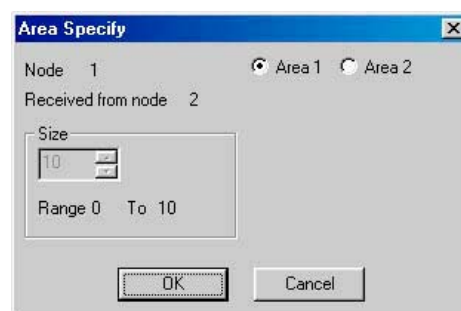 Area Specify
Node 1
Area 1 Area 2
Received from node 2
Size
10
Range 0 To 10
OK Cancel